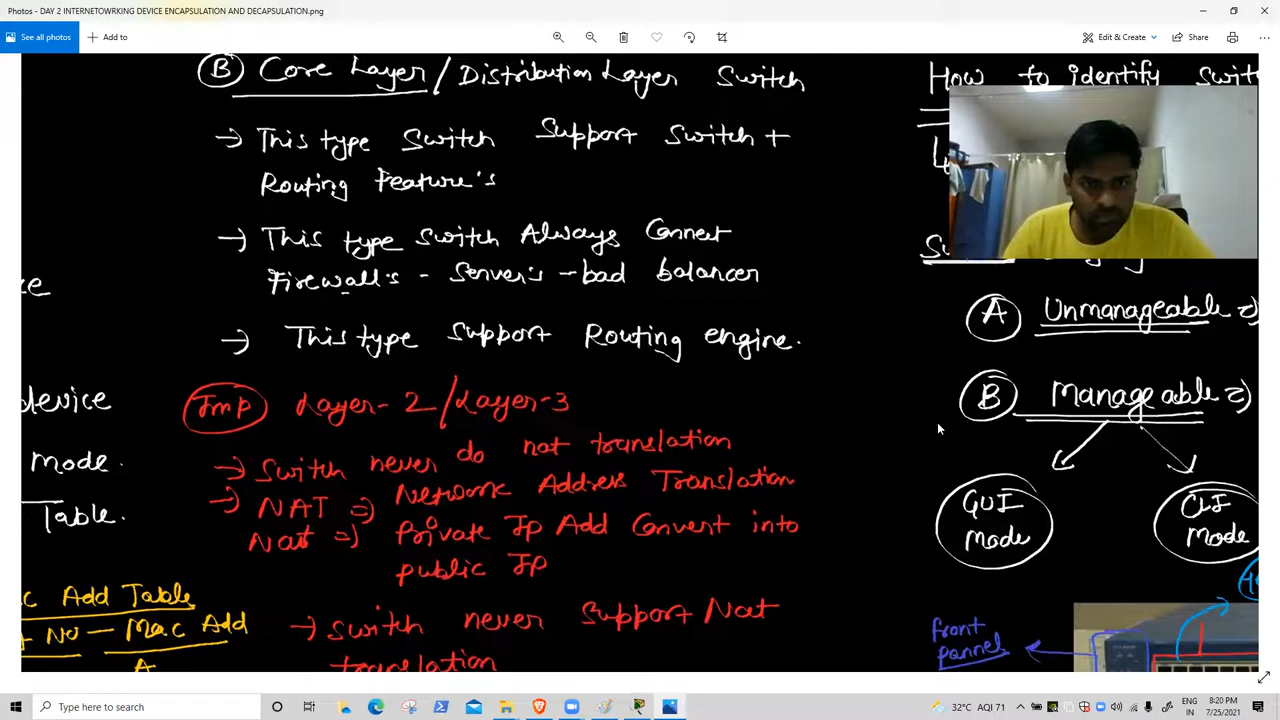 Photos - DAY 2 INTERNETOWRKING DEVICE ENCAPSULATION AND DECAPSULATION.png
See all photos
Add to
Edit & Create
Share
B Core Layer / Distribution Layer Switch
→ This type Switch Support Switch +
Routing Feature's
→ This type Switch Always Connect
Firewall's - Server's - load balancer
→ This type Support Routing engine.
Imp Layer-2/Layer-3
→ Switch never do not translation
→ NAT => Network Address Translation
Nat => Private Ip Add Convert into
public Ip
→ Switch never Support Nat
translation
ce
device
Mode.
Table.
c Add Table
No - Mac Add
A
How to identify Switc
A Unmanageable =>
B Manageable =>
GUI
Mode
CLI
Mode
front
pannel
Type here to search
32°C AQI 71
ENG
IN
8:20 PM
7/25/2021